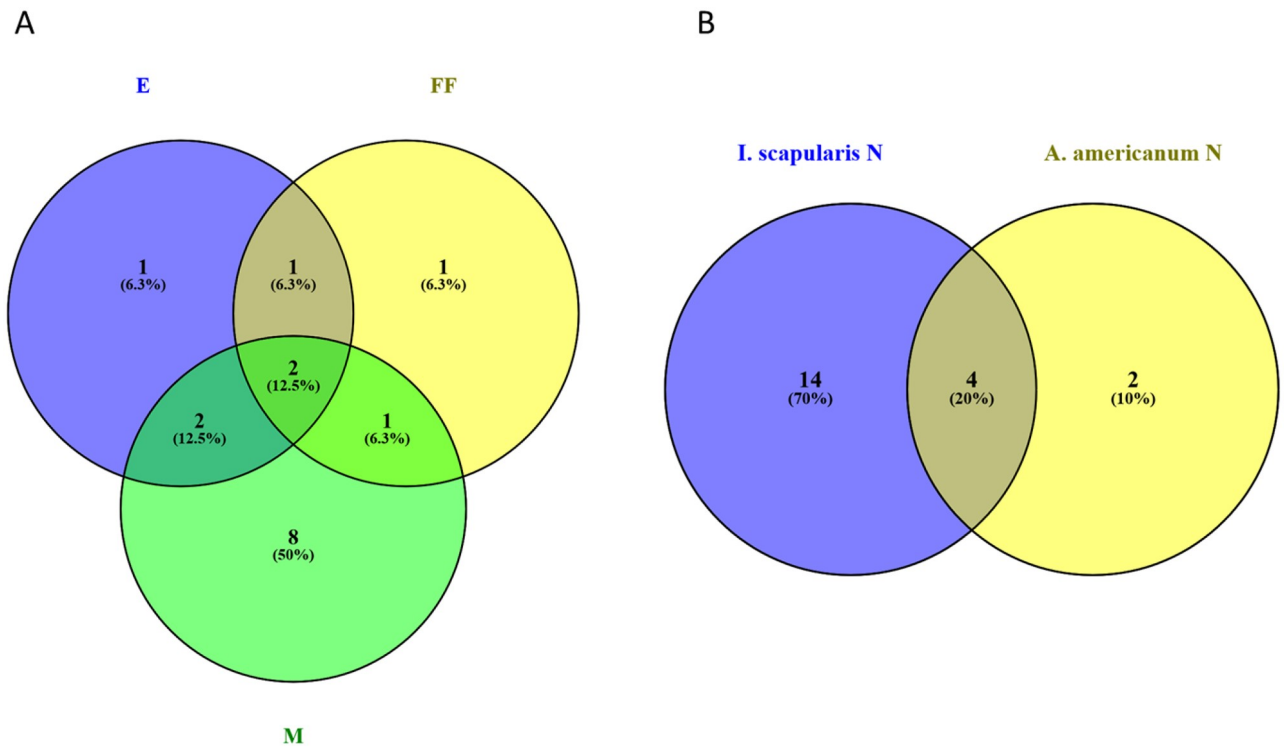 A
B
E
FF
I. scapularis N
A. americanum N
1
(6.3%)
1
(6.3%)
1
(6.3%)
2
(12.5%)
2
(12.5%)
1
(6.3%)
8
(50%)
M
14
(70%)
4
(20%)
2
(10%)